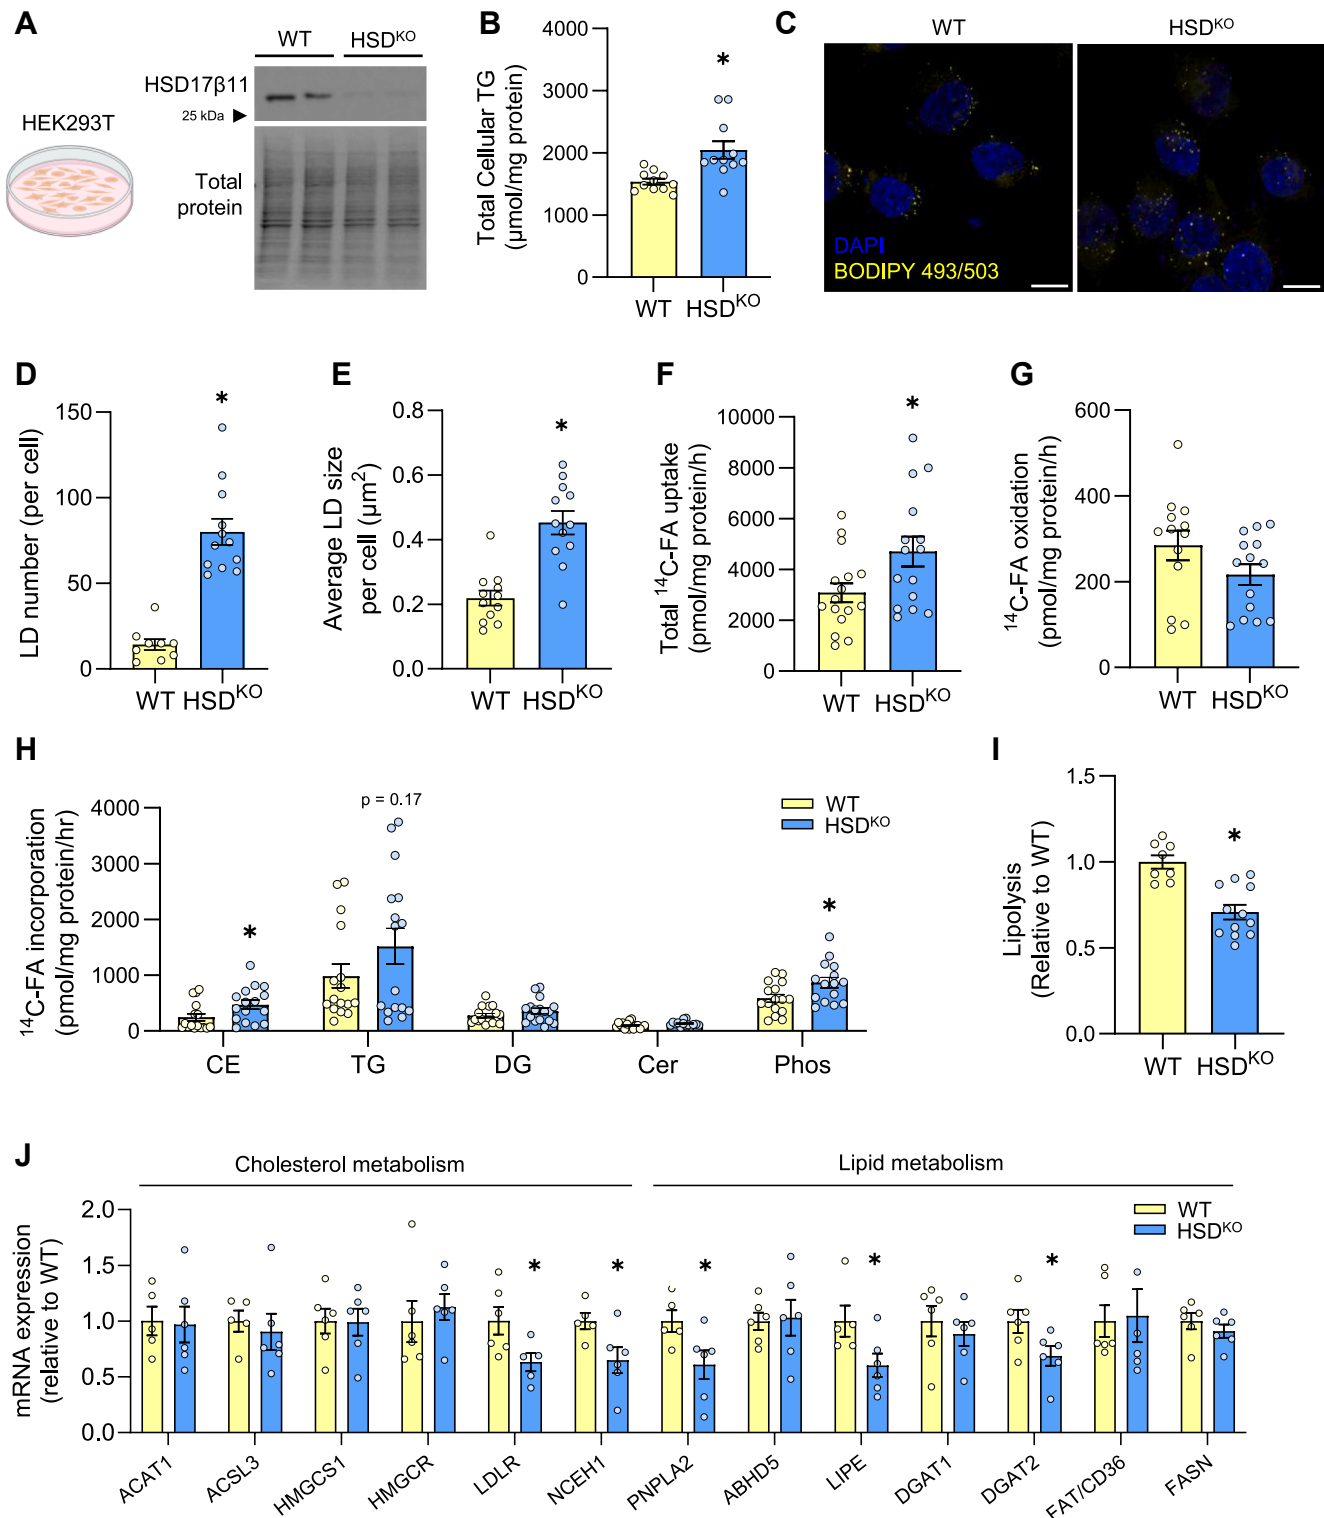 A
WT
HSDKO
HSD17β11
25 kDa
HEK293T
Total
protein
B
Total Cellular TG
(μmol/mg protein)
4000
3000
2000
1000
0
*
WT
HSDKO
C
WT
HSDKO
DAPI
BODIPY 493/503
D
LD number (per cell)
150
100
50
0
*
WT
HSDKO
E
Average LD size
per cell (μm2)
0.8
0.6
0.4
0.2
0.0
*
WT
HSDKO
F
Total 14C-FA uptake
(pmol/mg protein/h)
10000
8000
6000
4000
2000
0
*
WT
HSDKO
G
14C-FA oxidation
(pmol/mg protein/h)
600
400
200
0
WT
HSDKO
H
14C-FA incorporation
(pmol/mg protein/hr)
4000
3000
2000
1000
0
p = 0.17
*
*
WT
HSDKO
CE
TG
DG
Cer
Phos
I
Lipolysis
(Relative to WT)
1.5
1.0
0.5
0.0
*
WT
HSDKO
J
Cholesterol metabolism
Lipid metabolism
mRNA expression
(relative to WT)
2.0
1.5
1.0
0.5
0.0
WT
HSDKO
*
*
*
*
*
ACAT1
ACSL3
HMGCS1
HMGCR
LDLR
NCEH1
PNPLA2
ABHD5
LIPE
DGAT1
DGAT2
FAT/CD36
FASN